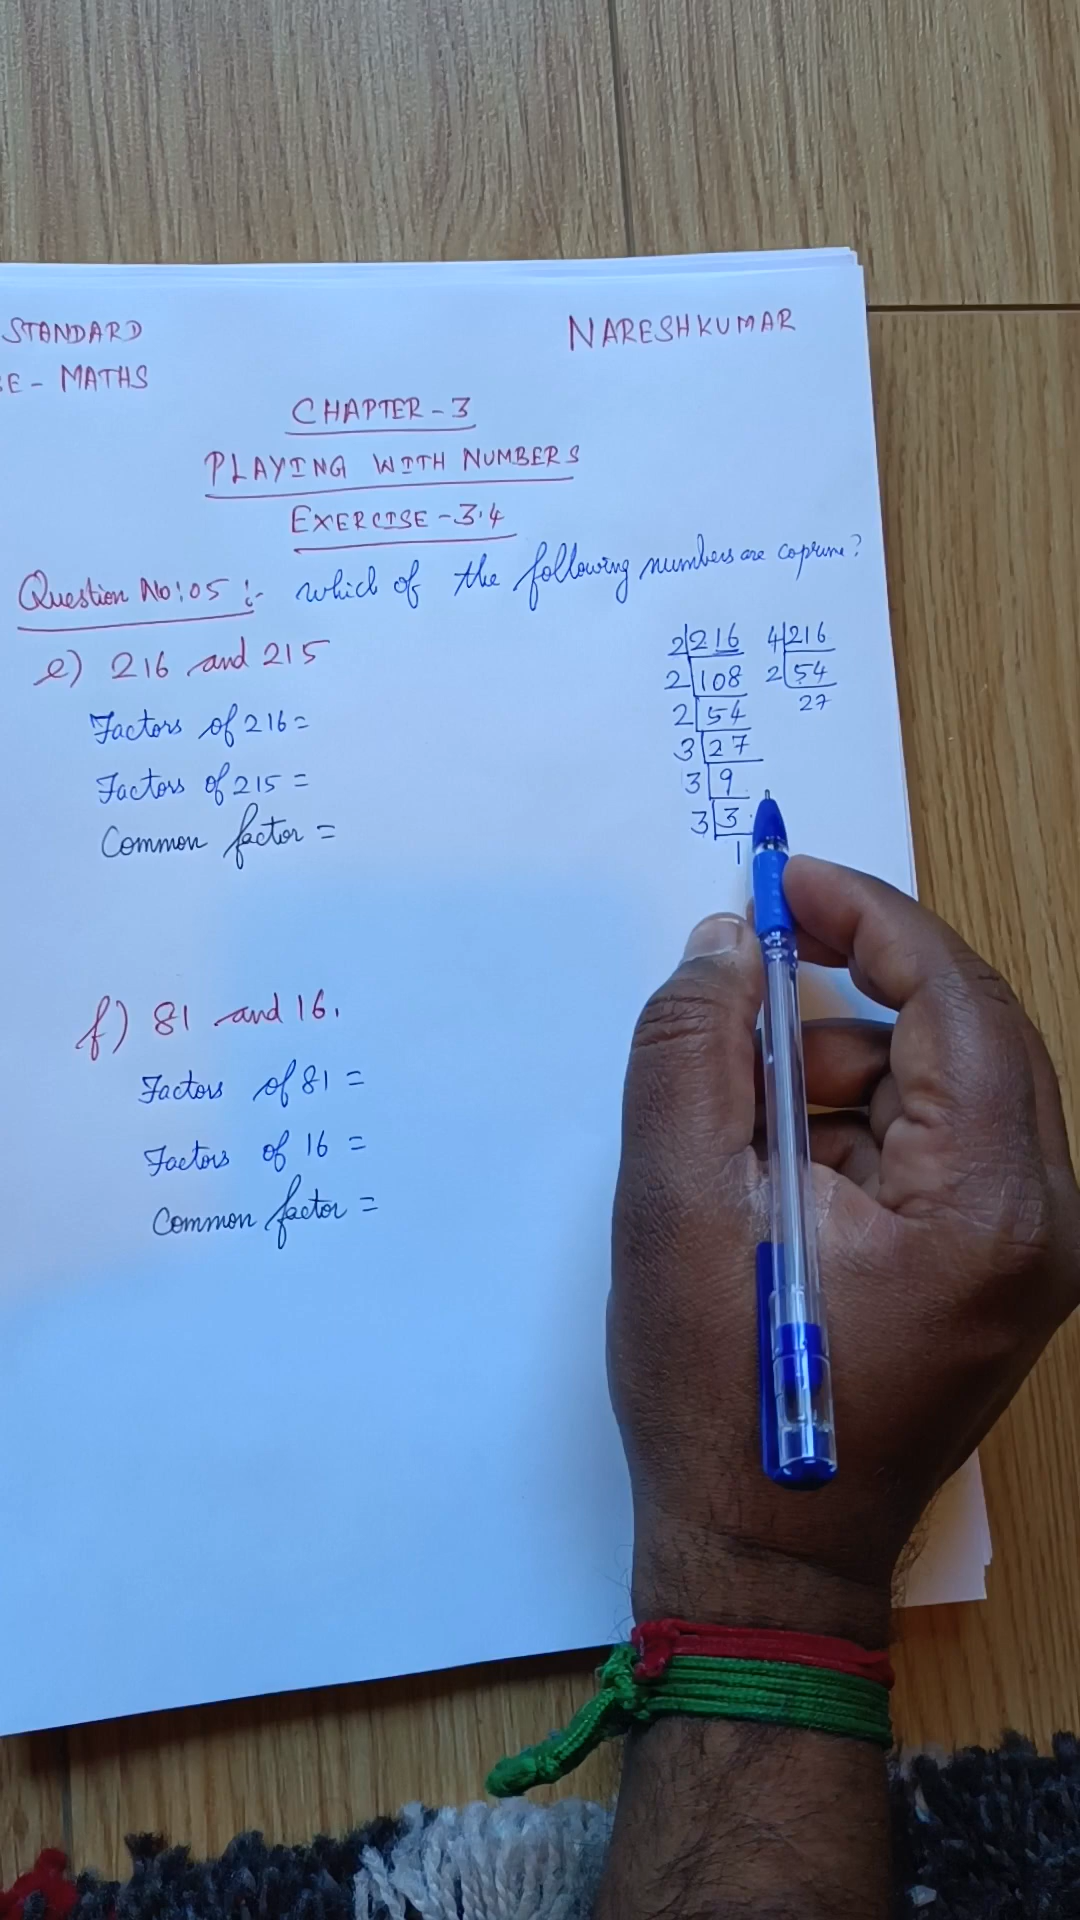 STANDARD NARESHKUMAR
SE - MATHS
CHAPTER - 3
PLAYING WITH NUMBERS
EXERCISE - 3.4
Question No: 05 :- which of the following numbers are coprime?
e) 216 and 215
Factors of 216 =
Factors of 215 =
Common factor =
2 216
2 108
2 54
3 27
3 9
3 3
1
4 216
2 54
27
f) 81 and 16.
Factors of 81 =
Factors of 16 =
Common factor =